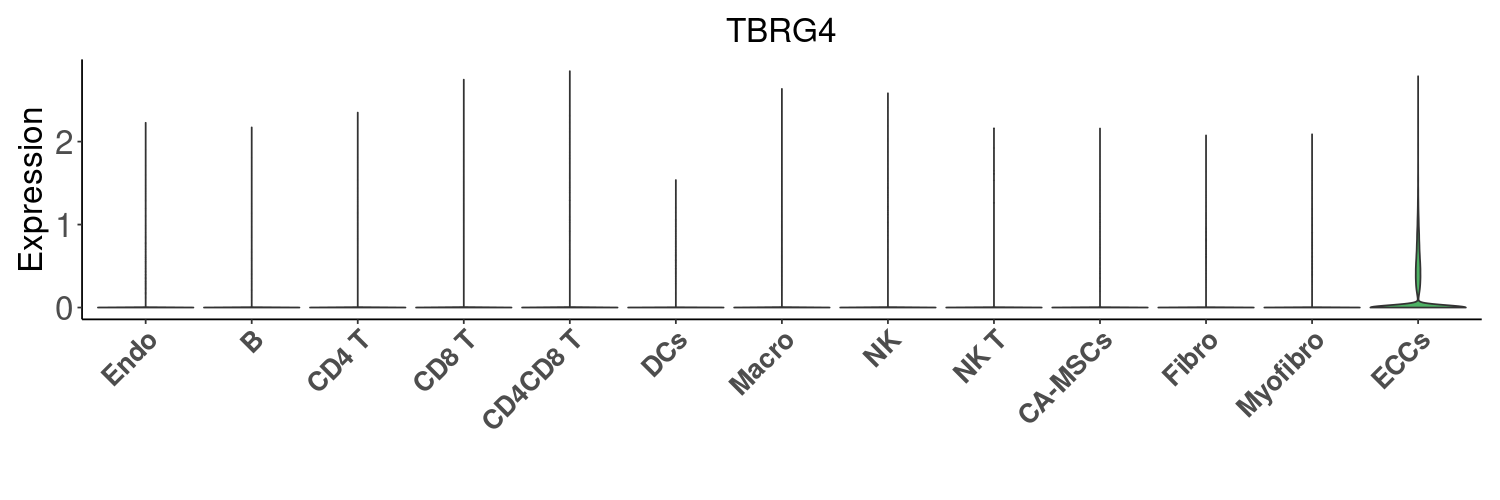 TBRG4
Expression
2
1
0
Endo
B
CD4 T
CD8 T
CD4CD8 T
DCs
Macro
NK
NK T
CA-MSCs
Fibro
Myofibro
ECCs